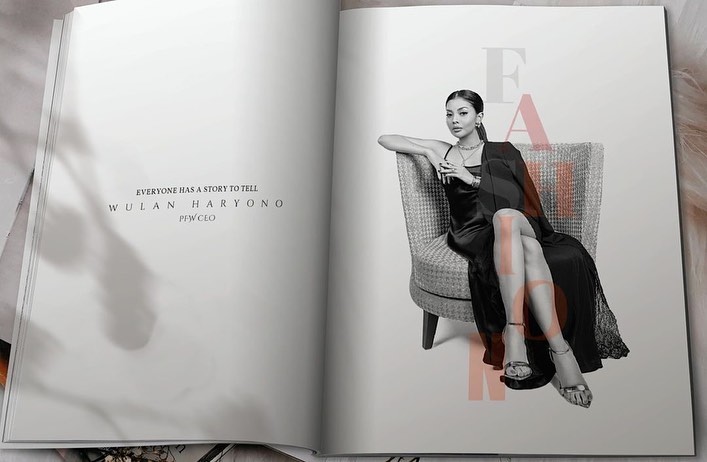 EVERYONE HAS A STORY TO TELL
WULAN HARYONO
PFW CEO
FASHION